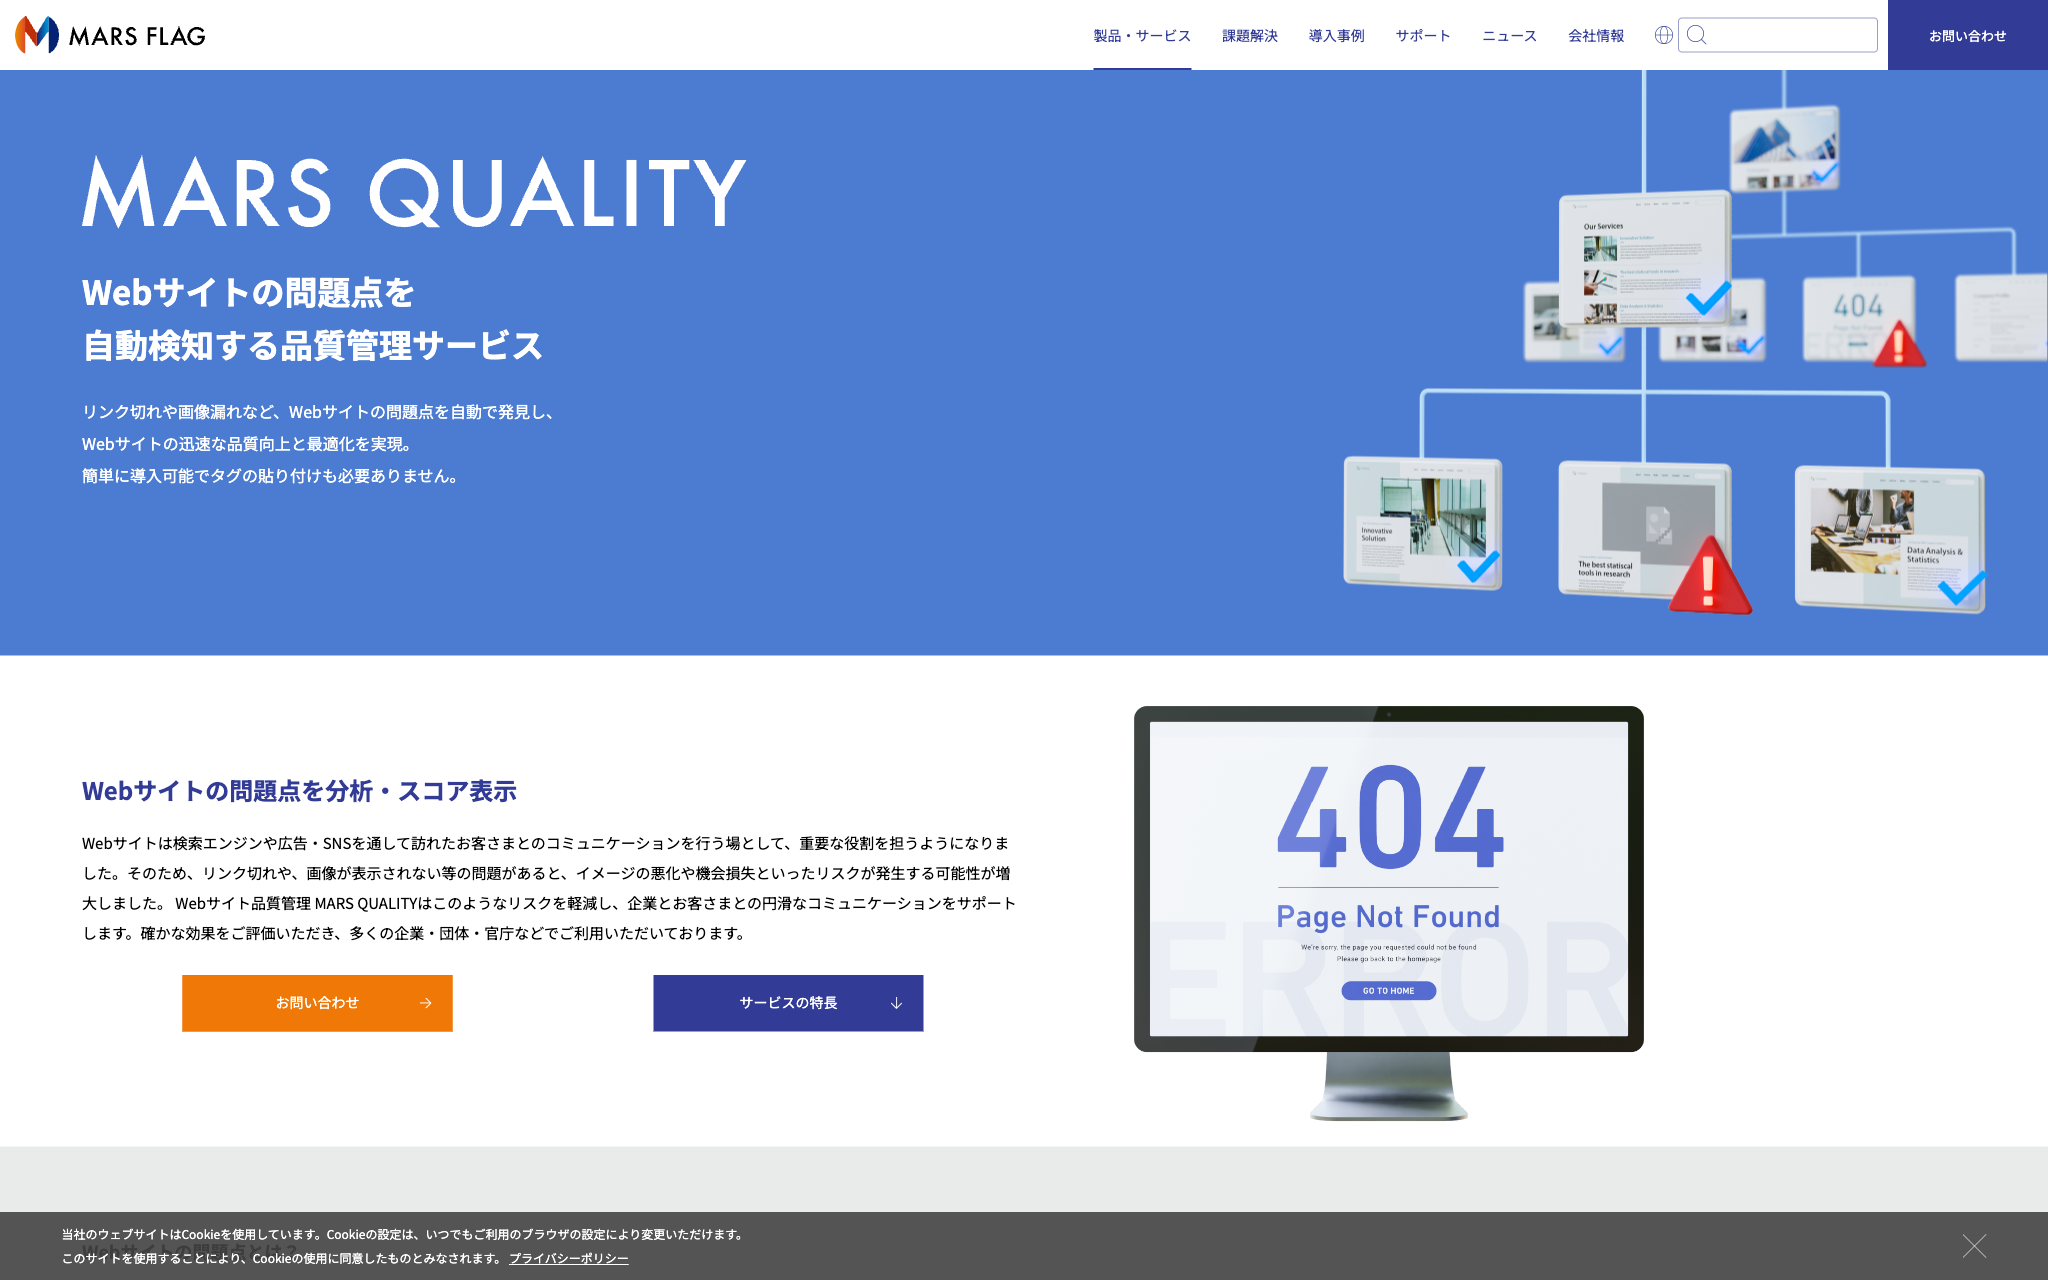 MARS FLAG
製品・サービス
課題解決
導入事例
サポート
ニュース
会社情報
お問い合わせ
MARS QUALITY
Webサイトの問題点を
自動検知する品質管理サービス
リンク切れや画像漏れなど、Webサイトの問題点を自動で発見し、
Webサイトの迅速な品質向上と最適化を実現。
簡単に導入可能でタグの貼り付けも必要ありません。
Our Services
404
Page Not Found
Innovative
Solution
The best statiscal
tools in research
Data Analysis &
Statistics
Webサイトの問題点を分析・スコア表示
Webサイトは検索エンジンや広告・SNSを通して訪れたお客さまとのコミュニケーションを行う場として、重要な役割を担うようになりま
した。そのため、リンク切れや、画像が表示されない等の問題があると、イメージの悪化や機会損失といったリスクが発生する可能性が増
大しました。 Webサイト品質管理 MARS QUALITYはこのようなリスクを軽減し、企業とお客さまとの円滑なコミュニケーションをサポート
します。確かな効果をご評価いただき、多くの企業・団体・官庁などでご利用いただいております。
お問い合わせ
サービスの特長
404
Page Not Found
ERROR
We're sorry, the page you requested could not be found
Please go back to the homepage
GO TO HOME
Webサイトの問題点とは？
当社のウェブサイトはCookieを使用しています。Cookieの設定は、いつでもご利用のブラウザの設定により変更いただけます。
このサイトを使用することにより、Cookieの使用に同意したものとみなされます。 プライバシーポリシー